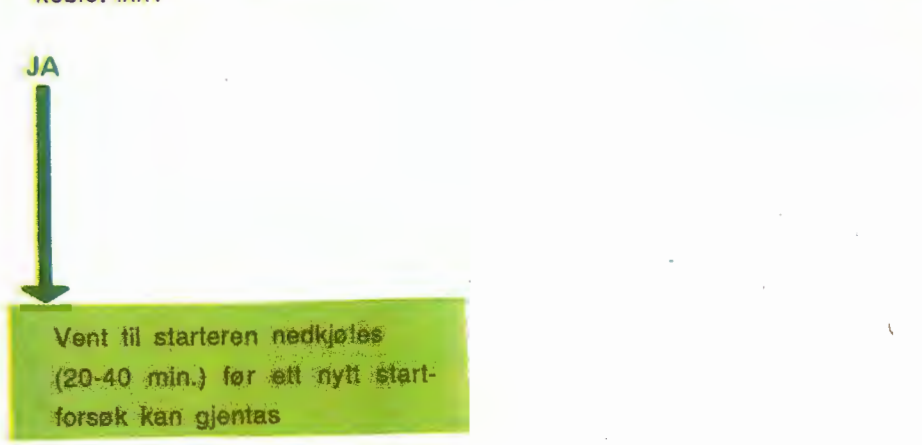 JA
Vent til starteren nedkjøles
(20-40 min.) før ett nytt start-
forsøk kan gjentas